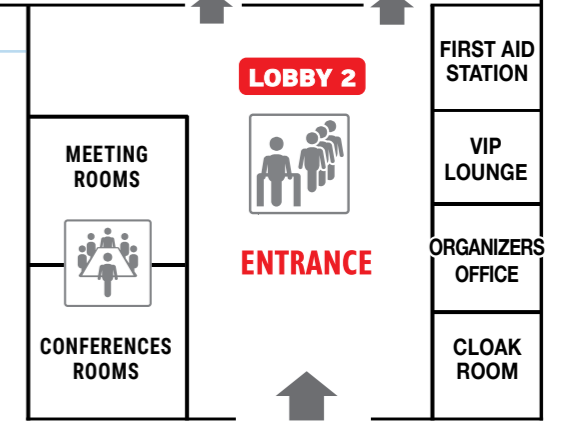 LOBBY 2
ENTRANCE
MEETING
ROOMS
CONFERENCES
ROOMS
FIRST AID
STATION
VIP
LOUNGE
ORGANIZERS
OFFICE
CLOAK
ROOM